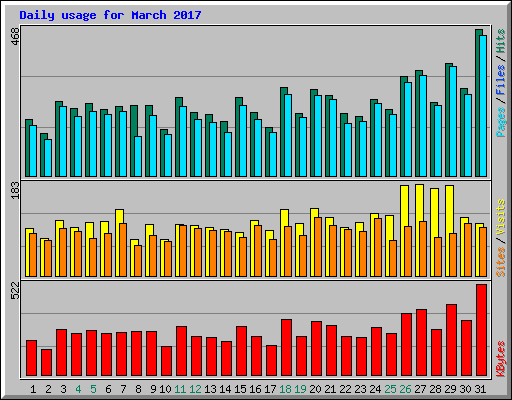 Daily usage for March 2017
468
Pages / Files / Hits
183
Sites / Visits
522
KBytes
1 2 3 4 5 6 7 8 9 10 11 12 13 14 15 16 17 18 19 20 21 22 23 24 25 26 27 28 29 30 31